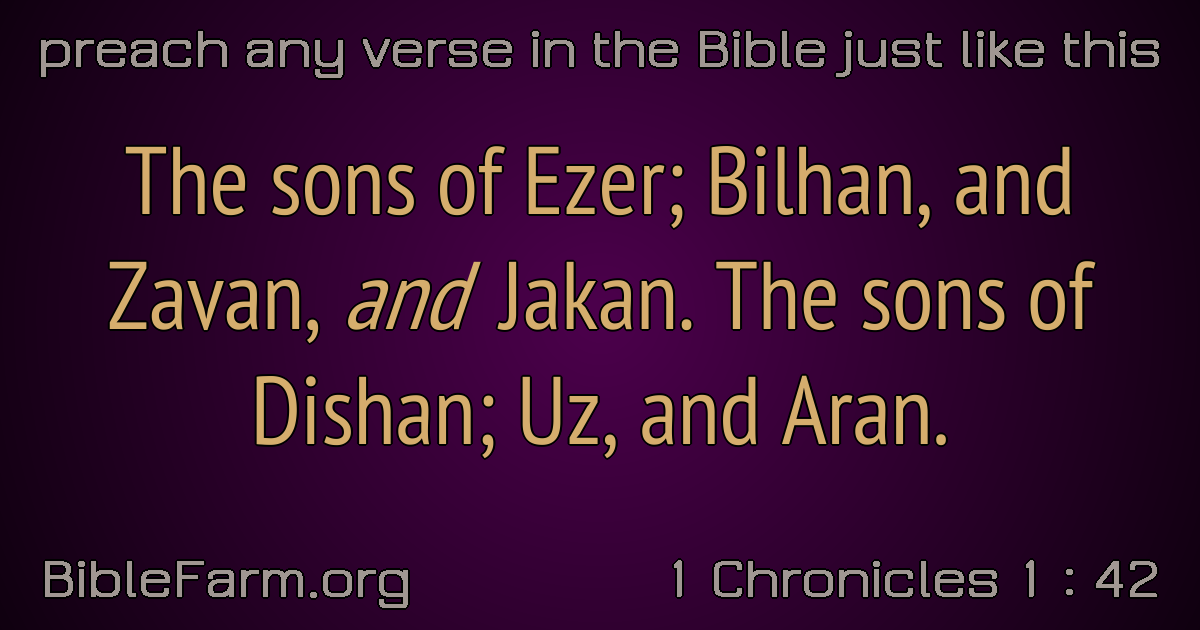 preach any verse in the Bible just like this
The sons of Ezer; Bilhan, and
Zavan, and Jakan. The sons of
Dishan; Uz, and Aran.
BibleFarm.org
1 Chronicles 1 : 42